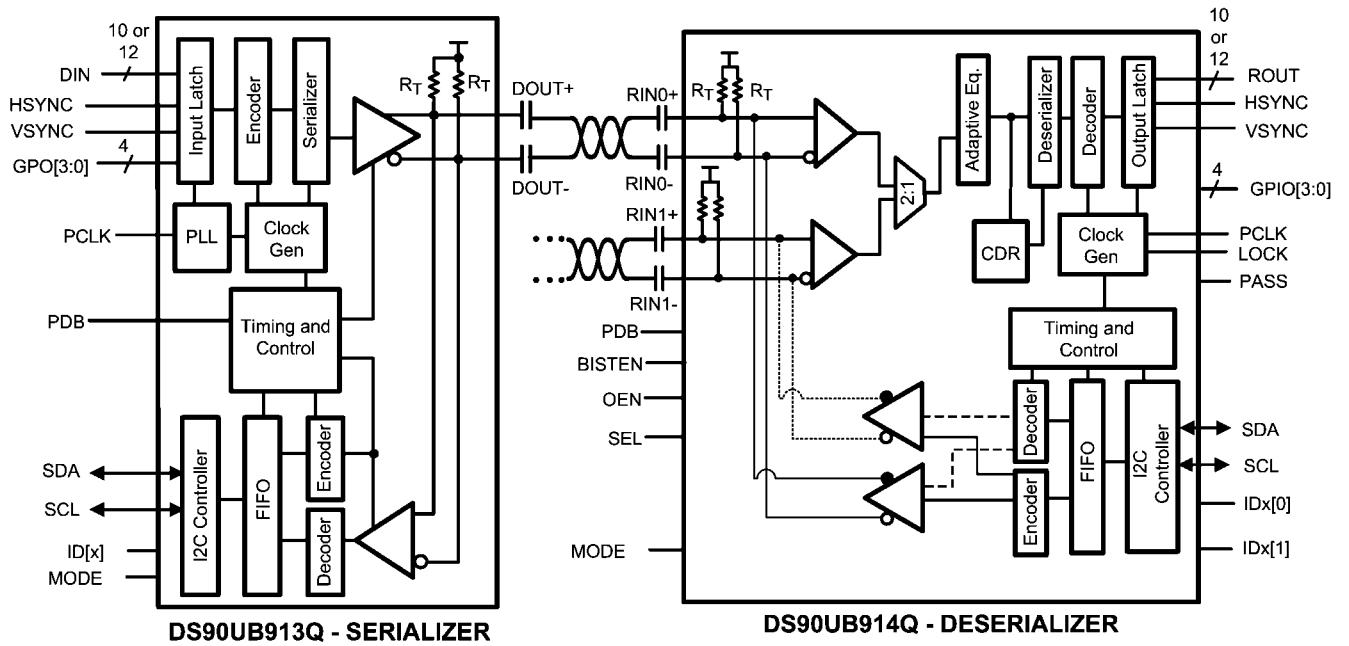 10 or
12
DIN
HSYNC
VSYNC
4
GPO[3:0]
PCLK
PDB
SDA
SCL
ID[x]
MODE
Input Latch
Encoder
Serializer
PLL
Clock
Gen
Timing and
Control
I2C Controller
FIFO
Encoder
Decoder
RT
RT
DOUT+
DOUT-
DS90UB913Q - SERIALIZER
RIN0+
RIN0-
RIN1+
RIN1-
PDB
BISTEN
OEN
SEL
MODE
RT
RT
2:1
Adaptive Eq.
Deserializer
Decoder
Output Latch
CDR
Clock
Gen
Timing and
Control
Decoder
Encoder
FIFO
I2C
Controller
10
or
12
ROUT
HSYNC
VSYNC
4
GPIO[3:0]
PCLK
LOCK
PASS
SDA
SCL
IDx[0]
IDx[1]
DS90UB914Q - DESERIALIZER